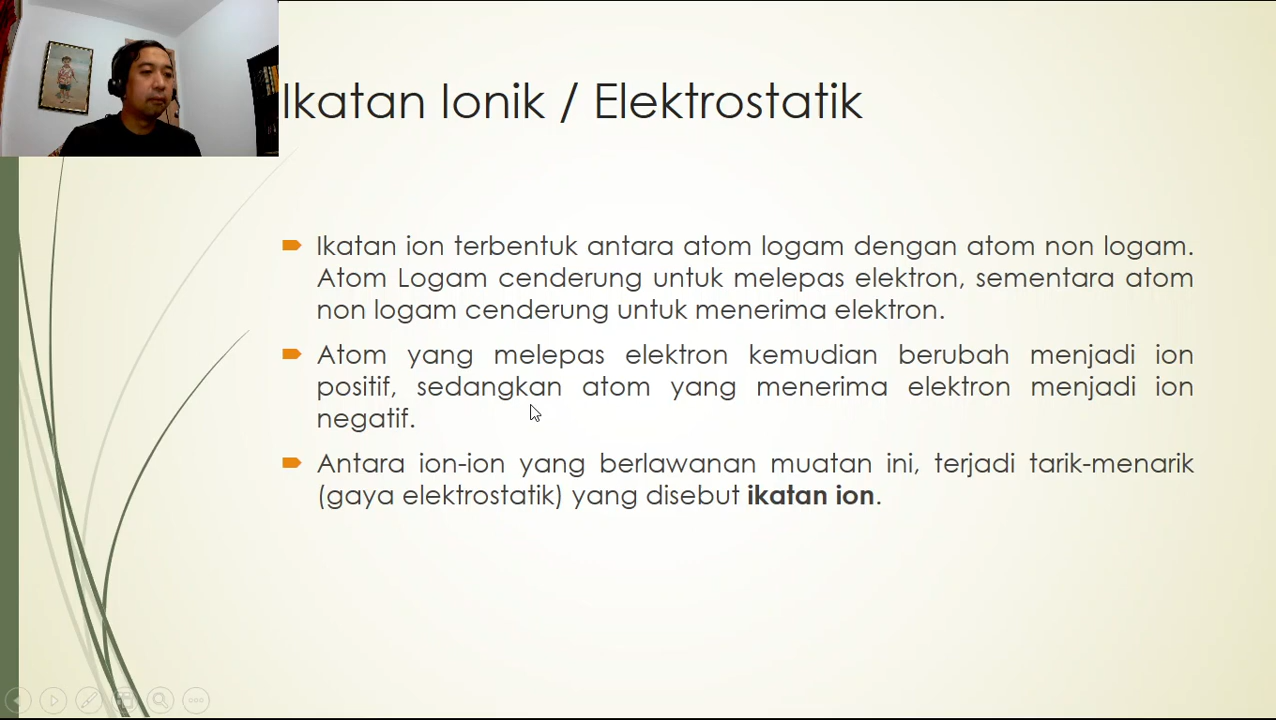 Ikatan Ionik / Elektrostatik
Ikatan ion terbentuk antara atom logam dengan atom non logam.
Atom Logam cenderung untuk melepas elektron, sementara atom
non logam cenderung untuk menerima elektron.
Atom yang melepas elektron kemudian berubah menjadi ion
positif, sedangkan atom yang menerima elektron menjadi ion
negatif.
Antara ion-ion yang berlawanan muatan ini, terjadi tarik-menarik
(gaya elektrostatik) yang disebut ikatan ion.